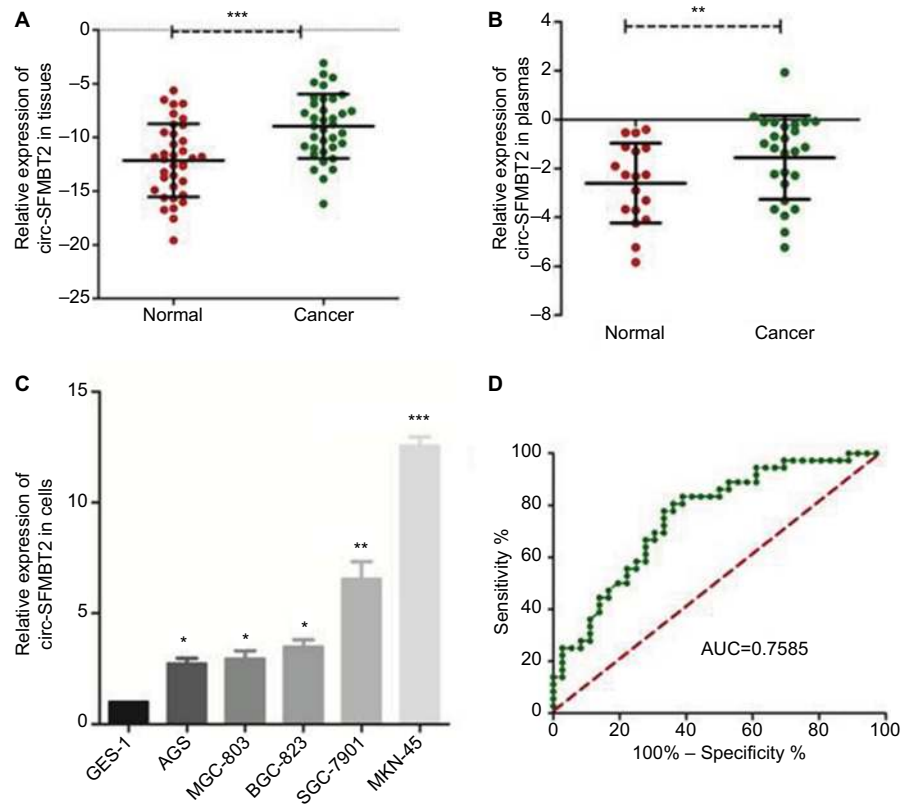 A
***
Relative expression of
circ-SFMBT2 in tissues
0
–5
–10
–15
–20
–25
Normal
Cancer
B
**
Relative expression of
circ-SFMBT2 in plasmas
4
2
0
–2
–4
–6
–8
Normal
Cancer
C
Relative expression of
circ-SFMBT2 in cells
15
10
5
0
*
*
*
**
***
GES-1
AGS
MGC-803
BGC-823
SGC-7901
MKN-45
D
Sensitivity %
100
80
60
40
20
0
AUC=0.7585
0
20
40
60
80
100
100% – Specificity %